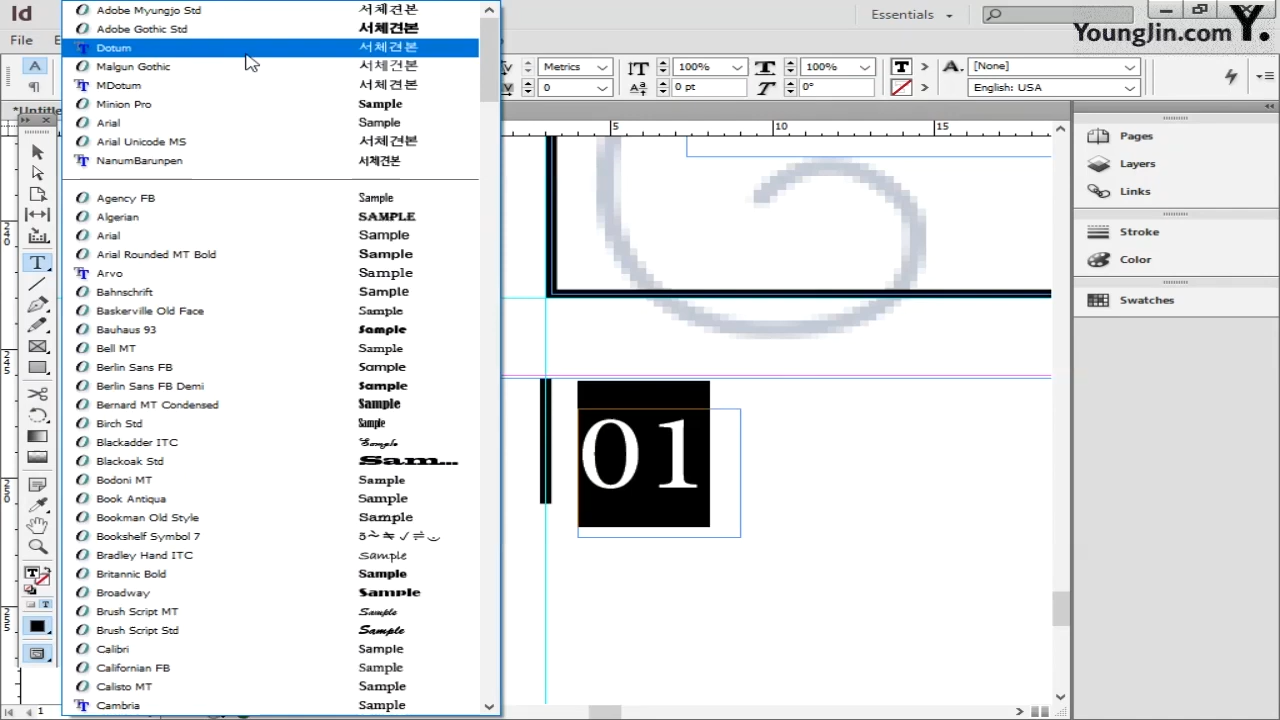 Id
Essentials
YoungJin.com Y.
File
Adobe Myungjo Std 서체견본
Adobe Gothic Std 서체견본
Dotum 서체견본
Malgun Gothic 서체견본
MDotum 서체견본
Minion Pro Sample
Arial Sample
Arial Unicode MS 서체견본
NanumBarunpen 서체견본
Agency FB Sample
Algerian SAMPLE
Arial Sample
Arial Rounded MT Bold Sample
Arvo Sample
Bahnschrift Sample
Baskerville Old Face Sample
Bauhaus 93 Sample
Bell MT Sample
Berlin Sans FB Sample
Berlin Sans FB Demi Sample
Bernard MT Condensed Sample
Birch Std Sample
Blackadder ITC Sample
Blackoak Std Sam...
Bodoni MT Sample
Book Antiqua Sample
Bookman Old Style Sample
Bookshelf Symbol 7
Bradley Hand ITC Sample
Britannic Bold Sample
Broadway Sample
Brush Script MT Sample
Brush Script Std Sample
Calibri Sample
Californian FB Sample
Calisto MT Sample
Cambria Sample
Metrics 100% 100% [None]
0 0 pt 0° English: USA
5 10 15
240
245
250
255
01
Pages
Layers
Links
Stroke
Color
Swatches
1